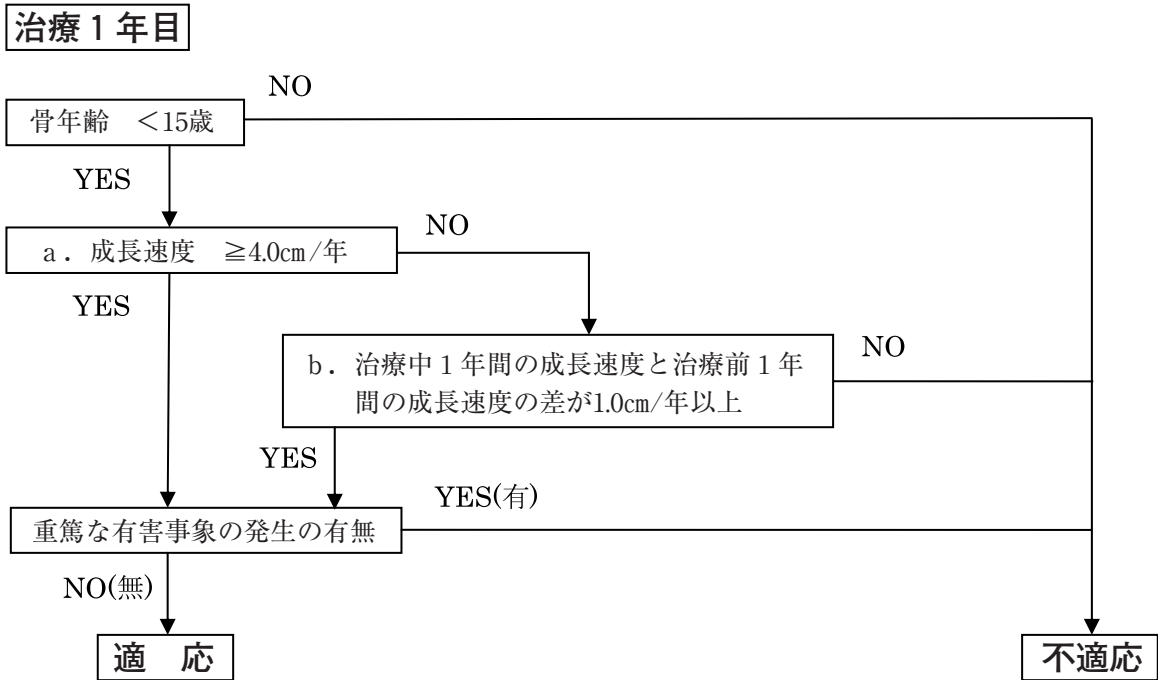 治療１年目
NO
骨年齢　＜15歳
YES
NO
a．成長速度　≧4.0㎝/年
YES
NO
b．治療中１年間の成長速度と治療前１年
間の成長速度の差が1.0㎝/年以上
YES
YES(有)
重篤な有害事象の発生の有無
NO(無)
適　応
不適応